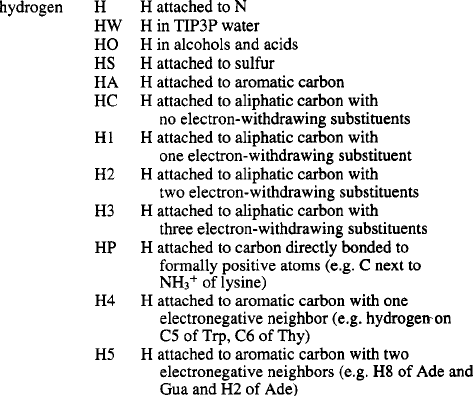 hydrogen H H attached to N
HW H in TIP3P water
HO H in alcohols and acids
HS H attached to sulfur
HA H attached to aromatic carbon
HC H attached to aliphatic carbon with
no electron-withdrawing substituents
H1 H attached to aliphatic carbon with
one electron-withdrawing substituent
H2 H attached to aliphatic carbon with
two electron-withdrawing substituents
H3 H attached to aliphatic carbon with
three electron-withdrawing substituents
HP H attached to carbon directly bonded to
formally positive atoms (e.g. C next to
NH₃⁺ of lysine)
H4 H attached to aromatic carbon with one
electronegative neighbor (e.g. hydrogen on
C5 of Trp, C6 of Thy)
H5 H attached to aromatic carbon with two
electronegative neighbors (e.g. H8 of Ade and
Gua and H2 of Ade)